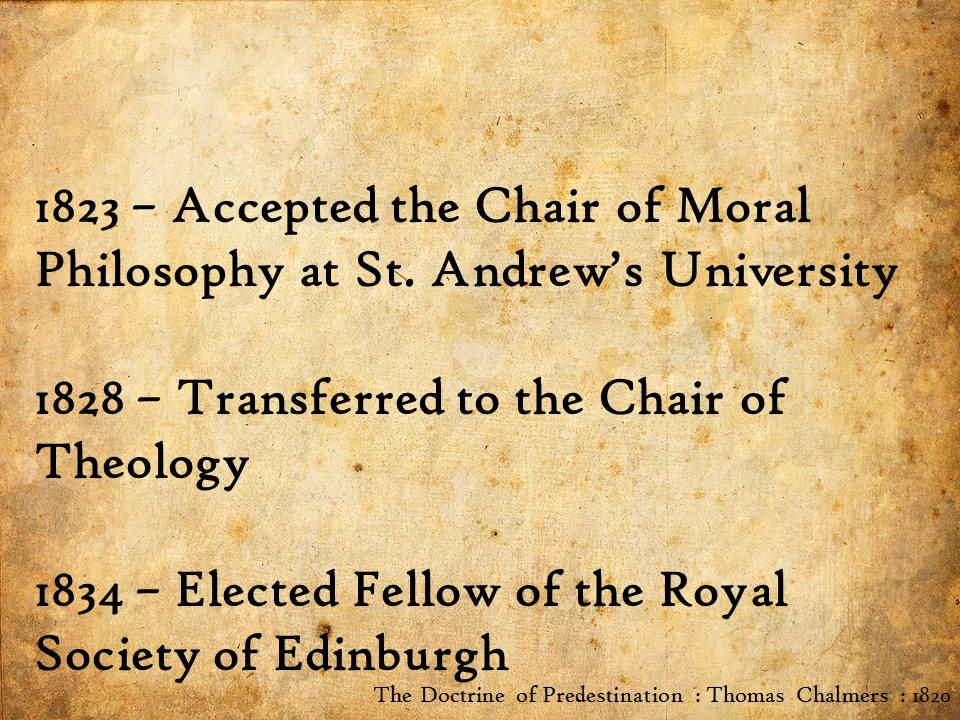 1823 – Accepted the Chair of Moral
Philosophy at St. Andrew’s University
1828 – Transferred to the Chair of
Theology
1834 – Elected Fellow of the Royal
Society of Edinburgh
The Doctrine of Predestination : Thomas Chalmers : 1820